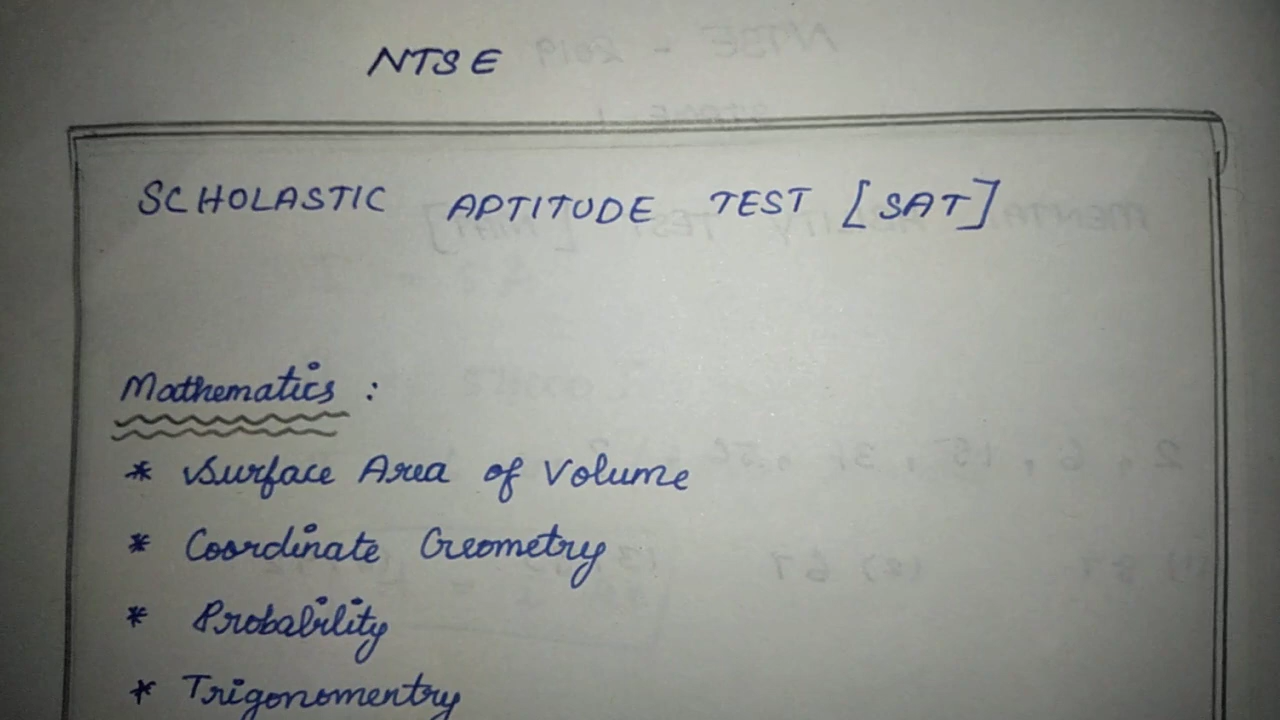 NTSE
SCHOLASTIC APTITUDE TEST [SAT]
Mathematics :
* Surface Area of Volume
* Coordinate Geometry
* Probability
* Trigonomentry